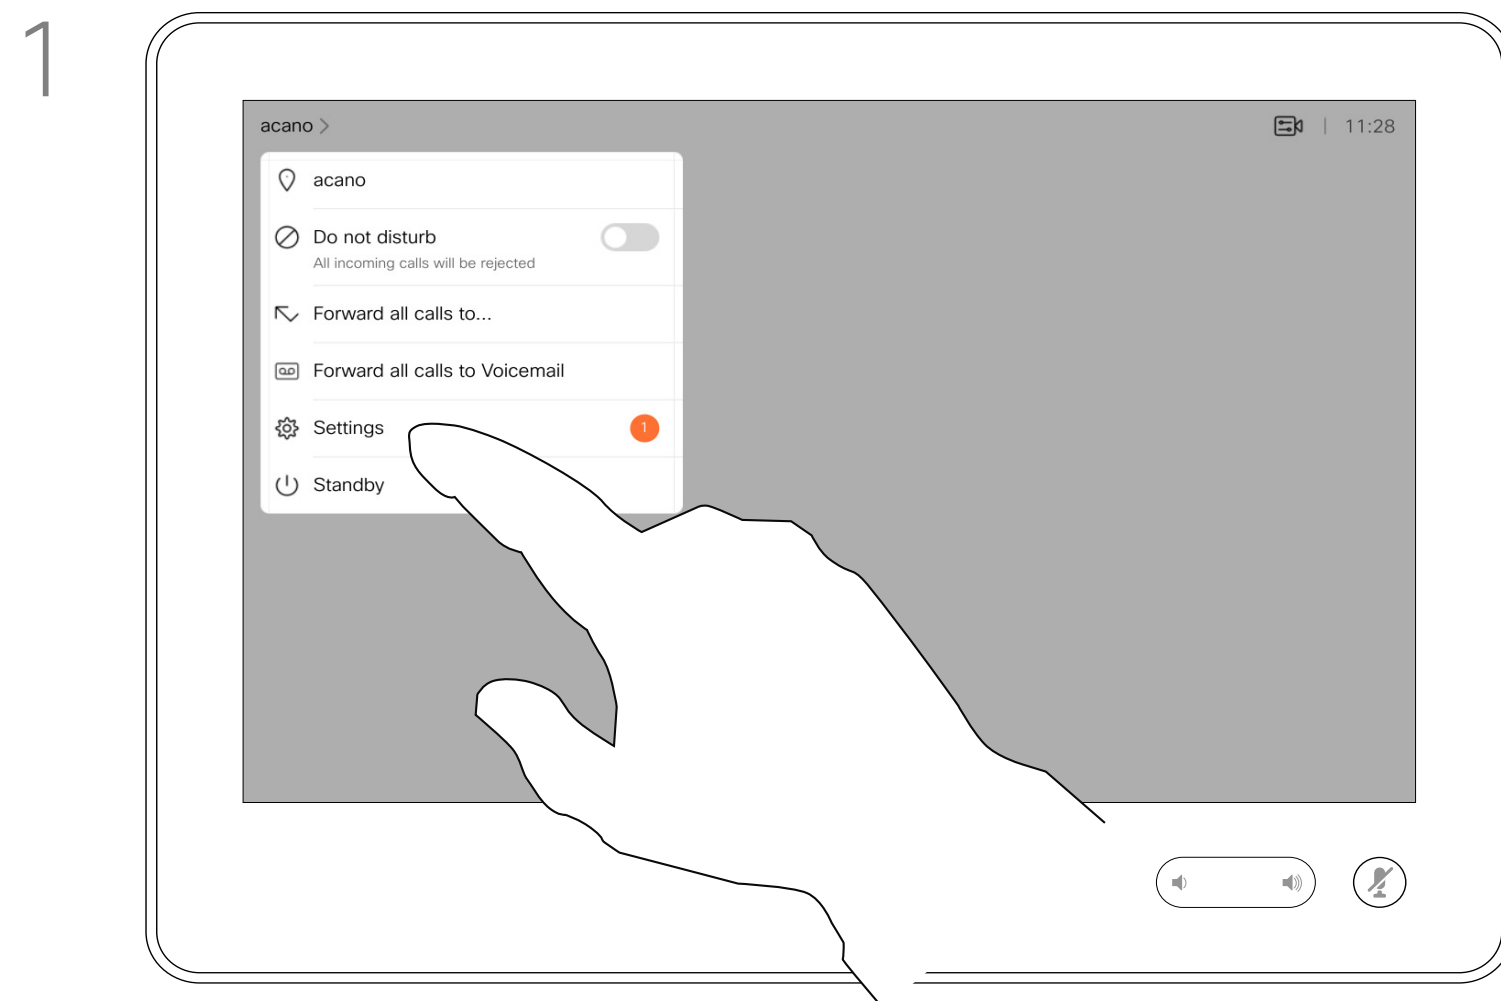 1
acano >
11:28
acano
Do not disturb
All incoming calls will be rejected
Forward all calls to...
Forward all calls to Voicemail
Settings
1
Standby